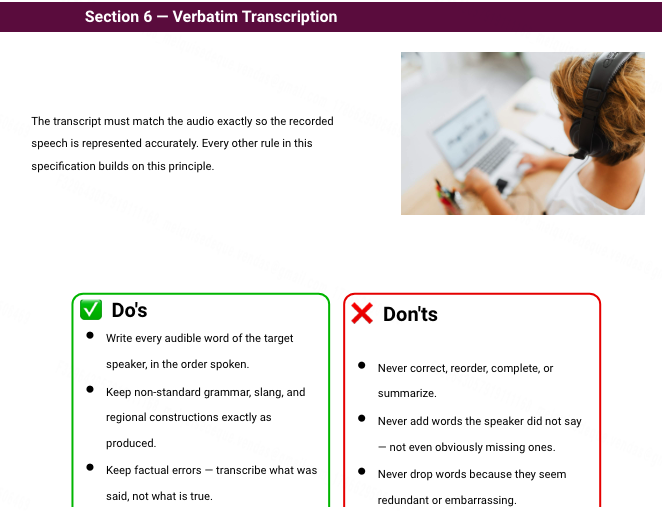 Section 6 — Verbatim Transcription
The transcript must match the audio exactly so the recorded
speech is represented accurately. Every other rule in this
specification builds on this principle.
Do's
Write every audible word of the target
speaker, in the order spoken.
Keep non-standard grammar, slang, and
regional constructions exactly as
produced.
Keep factual errors — transcribe what was
said, not what is true.
Don'ts
Never correct, reorder, complete, or
summarize.
Never add words the speaker did not say
— not even obviously missing ones.
Never drop words because they seem
redundant or embarrassing.